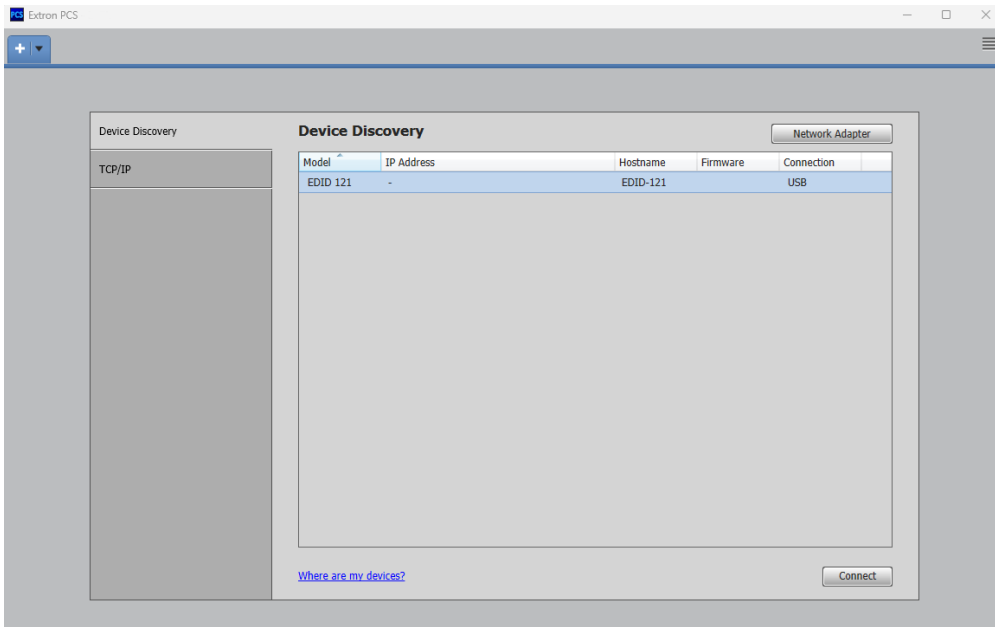 PCS Extron PCS
Device Discovery
TCP/IP
Device Discovery
Network Adapter
Model IP Address Hostname Firmware Connection
EDID 121 - EDID-121 USB
Where are my devices?
Connect